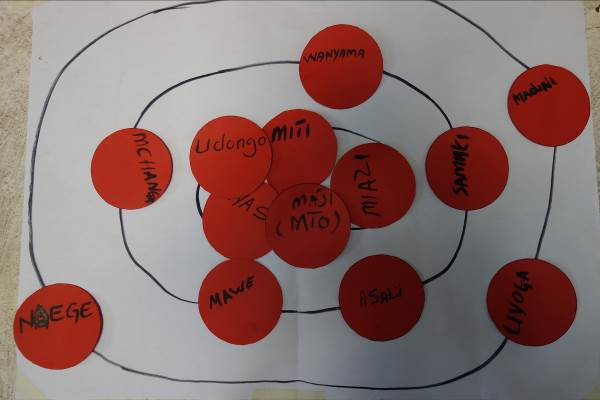 WANYAMA
MADINI
MCHANGA
Udongo
MITI
MIAZI
SAMAKI
MAJI
(MTO)
MAWE
ASALI
NDEGE
UYOGA